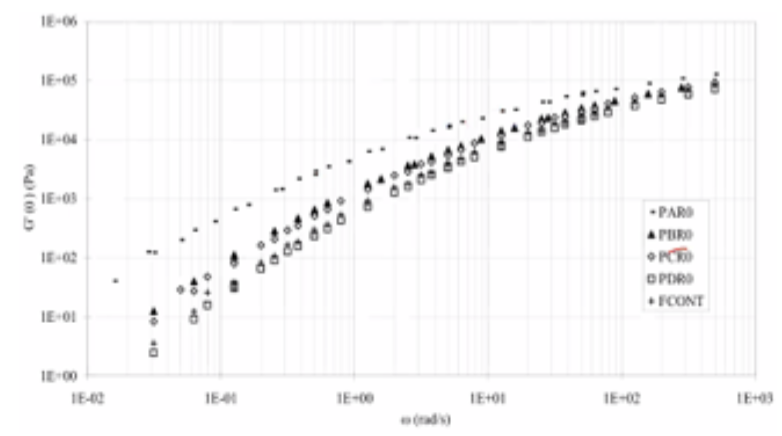 1E+06
1E+05
1E+04
1E+03
1E+02
1E+01
1E+00
G' (0) (Pa)
1E-02 1E-01 1E+00 1E+01 1E+02 1E+03
ω (rad/s)
PAR0
PBR0
PCR0
PDR0
FCONT